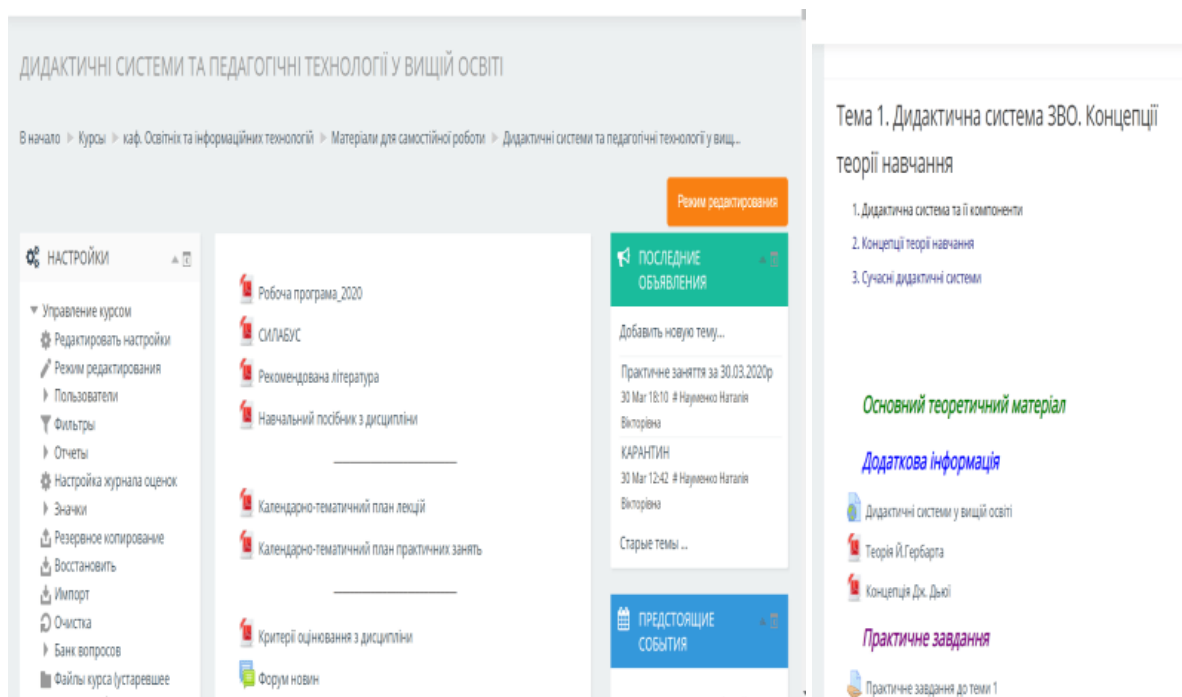 ДИДАКТИЧНІ СИСТЕМИ ТА ПЕДАГОГІЧНІ ТЕХНОЛОГІЇ У ВИЩІЙ ОСВІТІ
В начало ▶ Курсы ▶ каф. Освітніх та інформаційних технологій ▶ Матеріали для самостійної роботи ▶ Дидактичні системи та педагогічні технології у вищ...
Режим редактирования
НАСТРОЙКИ
Управление курсом
Редактировать настройки
Режим редактирования
Пользователи
Фильтры
Отчеты
Настройка журнала оценок
Значки
Резервное копирование
Восстановить
Импорт
Очистка
Банк вопросов
Файлы курса (устаревшее
Робоча програма_2020
СИЛАБУС
Рекомендована література
Навчальний посібник з дисципліни
Календарно-тематичний план лекцій
Календарно-тематичний план практичних занять
Критерії оцінювання з дисципліни
Форум новин
ПОСЛЕДНИЕ
ОБЪЯВЛЕНИЯ
Добавить новую тему...
Практичне заняття за 30.03.2020р
30 Mar 18:10 # Науменко Наталія
Вікторівна
КАРАНТИН
30 Mar 12:42 # Науменко Наталія
Вікторівна
Старые темы ...
ПРЕДСТОЯЩИЕ
СОБЫТИЯ
Тема 1. Дидактична система ЗВО. Концепції
теорії навчання
1. Дидактична система та її компоненти
2. Концепції теорії навчання
3. Сучасні дидактичні системи
Основний теоретичний матеріал
Додаткова інформація
Дидактичні системи у вищій освіті
Теорія Й.Гербарта
Концепція Дж. Дьюї
Практичне завдання
Практичне завдання до теми 1